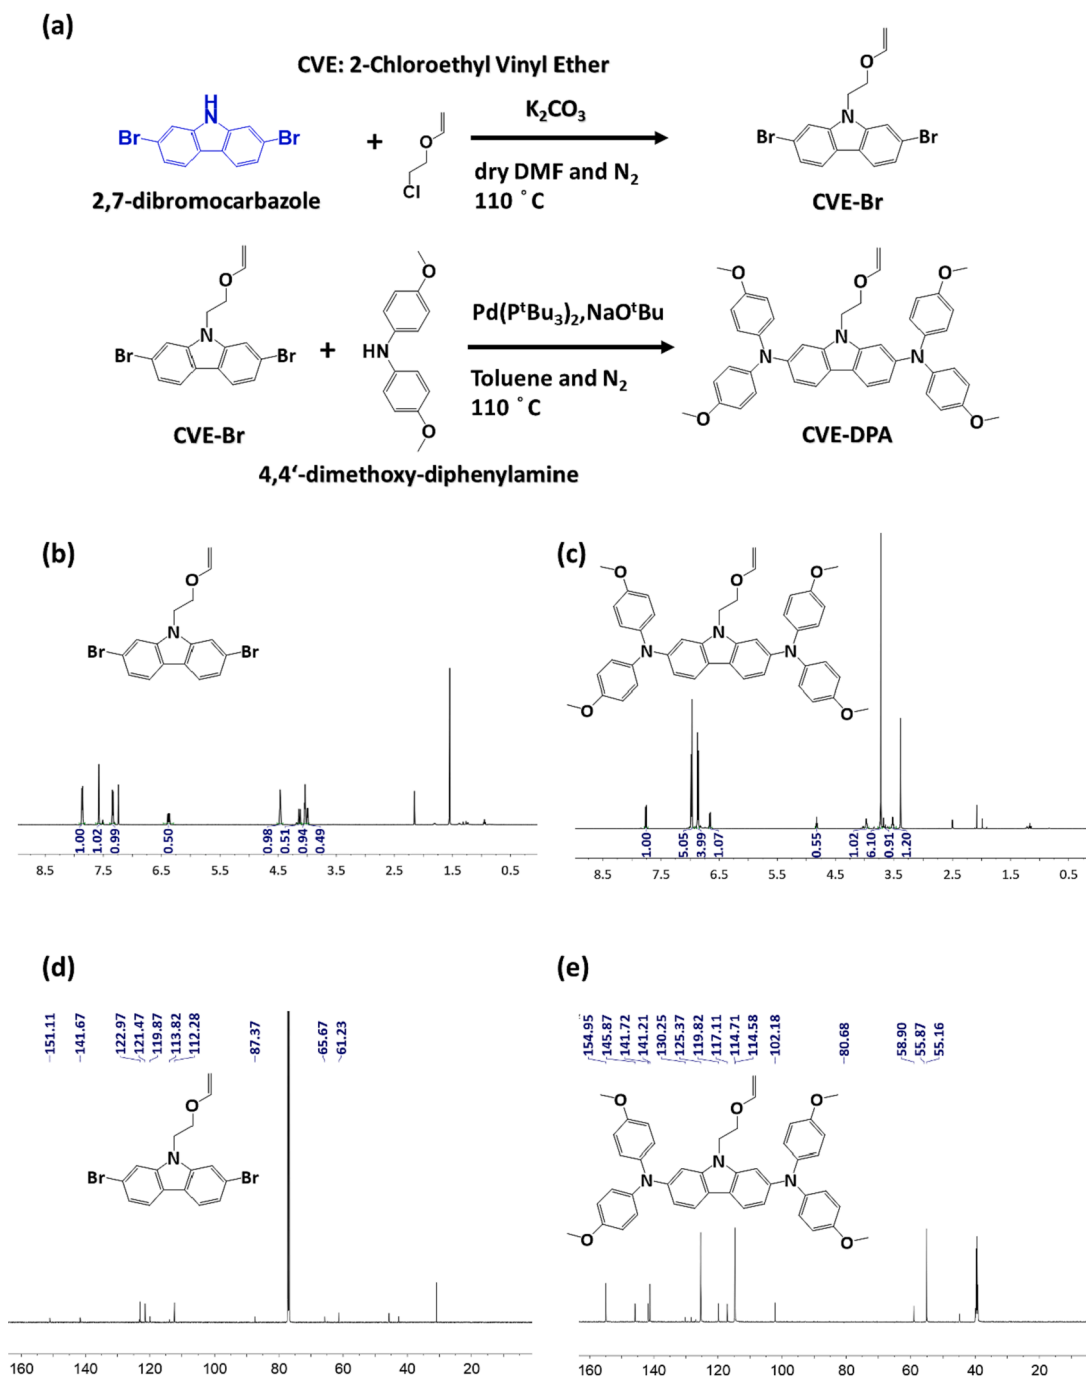 (a)
CVE: 2-Chloroethyl Vinyl Ether
H
N
Br
Br
2,7-dibromocarbazole
+
O
Cl
K2CO3
dry DMF and N2
110 °C
O
N
Br
Br
CVE-Br
O
N
Br
Br
CVE-Br
+
O
HN
O
4,4'-dimethoxy-diphenylamine
Pd(PtBu3)2,NaOtBu
Toluene and N2
110 °C
O
O
O
N
N
N
O
O
CVE-DPA
(b)
O
N
Br
Br
1.00
1.02
0.99
0.50
0.98
0.51
0.94
0.49
8.5 7.5 6.5 5.5 4.5 3.5 2.5 1.5 0.5
(c)
O
O
O
N
N
N
O
O
1.00
5.05
3.99
1.07
0.55
1.02
6.10
0.91
1.20
8.5 7.5 6.5 5.5 4.5 3.5 2.5 1.5 0.5
(d)
151.11
141.67
122.97
121.47
119.87
113.82
112.28
87.37
65.67
61.23
O
N
Br
Br
160 140 120 100 80 60 40 20
(e)
154.95
145.87
141.72
141.21
130.25
125.37
119.82
117.11
114.71
114.58
102.18
80.68
58.90
55.87
55.16
O
O
O
N
N
N
O
O
160 140 120 100 80 60 40 20